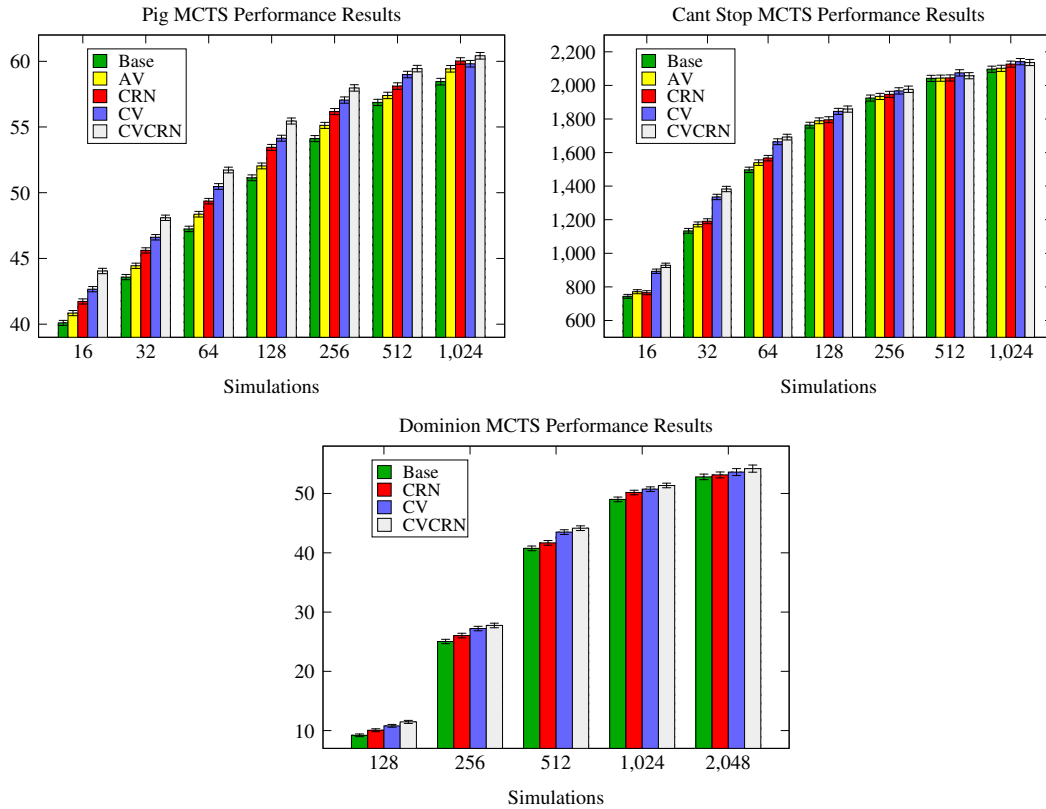 Pig MCTS Performance Results
60
55
50
45
40
Base
AV
CRN
CV
CVCRN
16 32 64 128 256 512 1,024
Simulations
Cant Stop MCTS Performance Results
2,200
2,000
1,800
1,600
1,400
1,200
1,000
800
600
Base
AV
CRN
CV
CVCRN
16 32 64 128 256 512 1,024
Simulations
Dominion MCTS Performance Results
50
40
30
20
10
Base
CRN
CV
CVCRN
128 256 512 1,024 2,048
Simulations